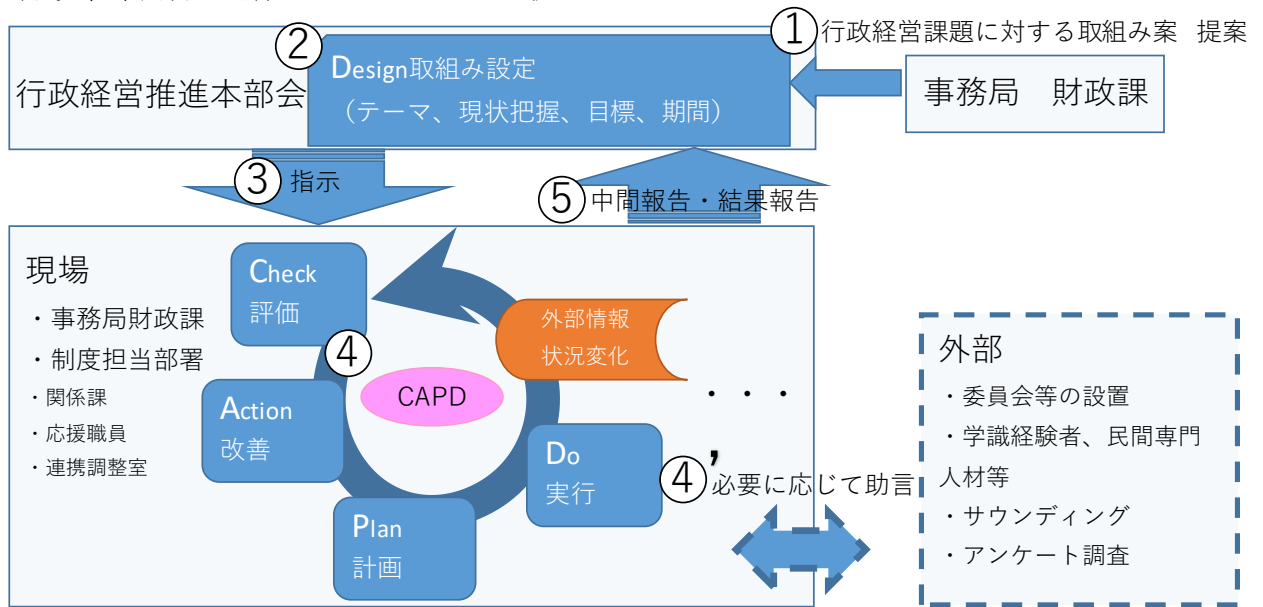 ① 行政経営課題に対する取組み案 提案
②
Design取組み設定
（テーマ、現状把握、目標、期間）
行政経営推進本部会
事務局 財政課
③ 指示
⑤ 中間報告・結果報告
現場
・事務局財政課
・制度担当部署
・関係課
・応援職員
・連携調整室
Check
評価
④
Action
改善
CAPD
外部情報
状況変化
・・・
Plan
計画
Do
実行
,
④ 必要に応じて助言
外部
・委員会等の設置
・学識経験者、民間専門
人材等
・サウンディング
・アンケート調査